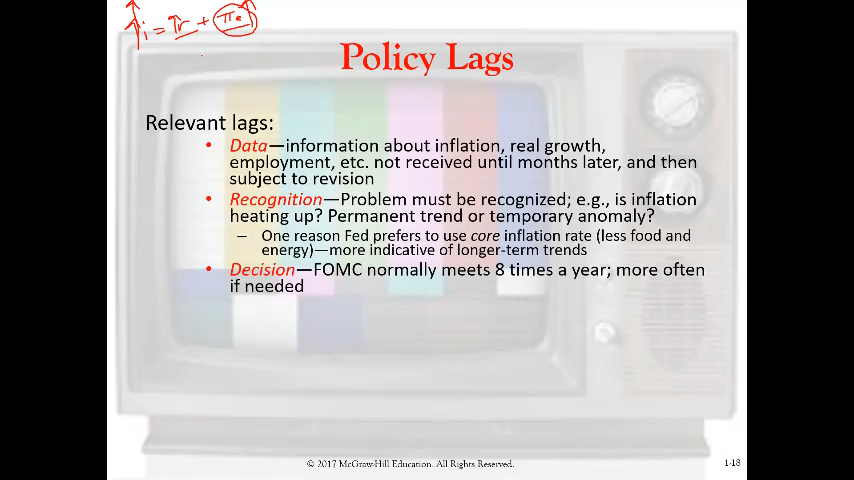 i = r + πe
Policy Lags
Relevant lags:
• Data—information about inflation, real growth,
employment, etc. not received until months later, and then
subject to revision
• Recognition—Problem must be recognized; e.g., is inflation
heating up? Permanent trend or temporary anomaly?
– One reason Fed prefers to use core inflation rate (less food and
energy)—more indicative of longer-term trends
• Decision—FOMC normally meets 8 times a year; more often
if needed
© 2017 McGraw-Hill Education. All Rights Reserved.
1-18